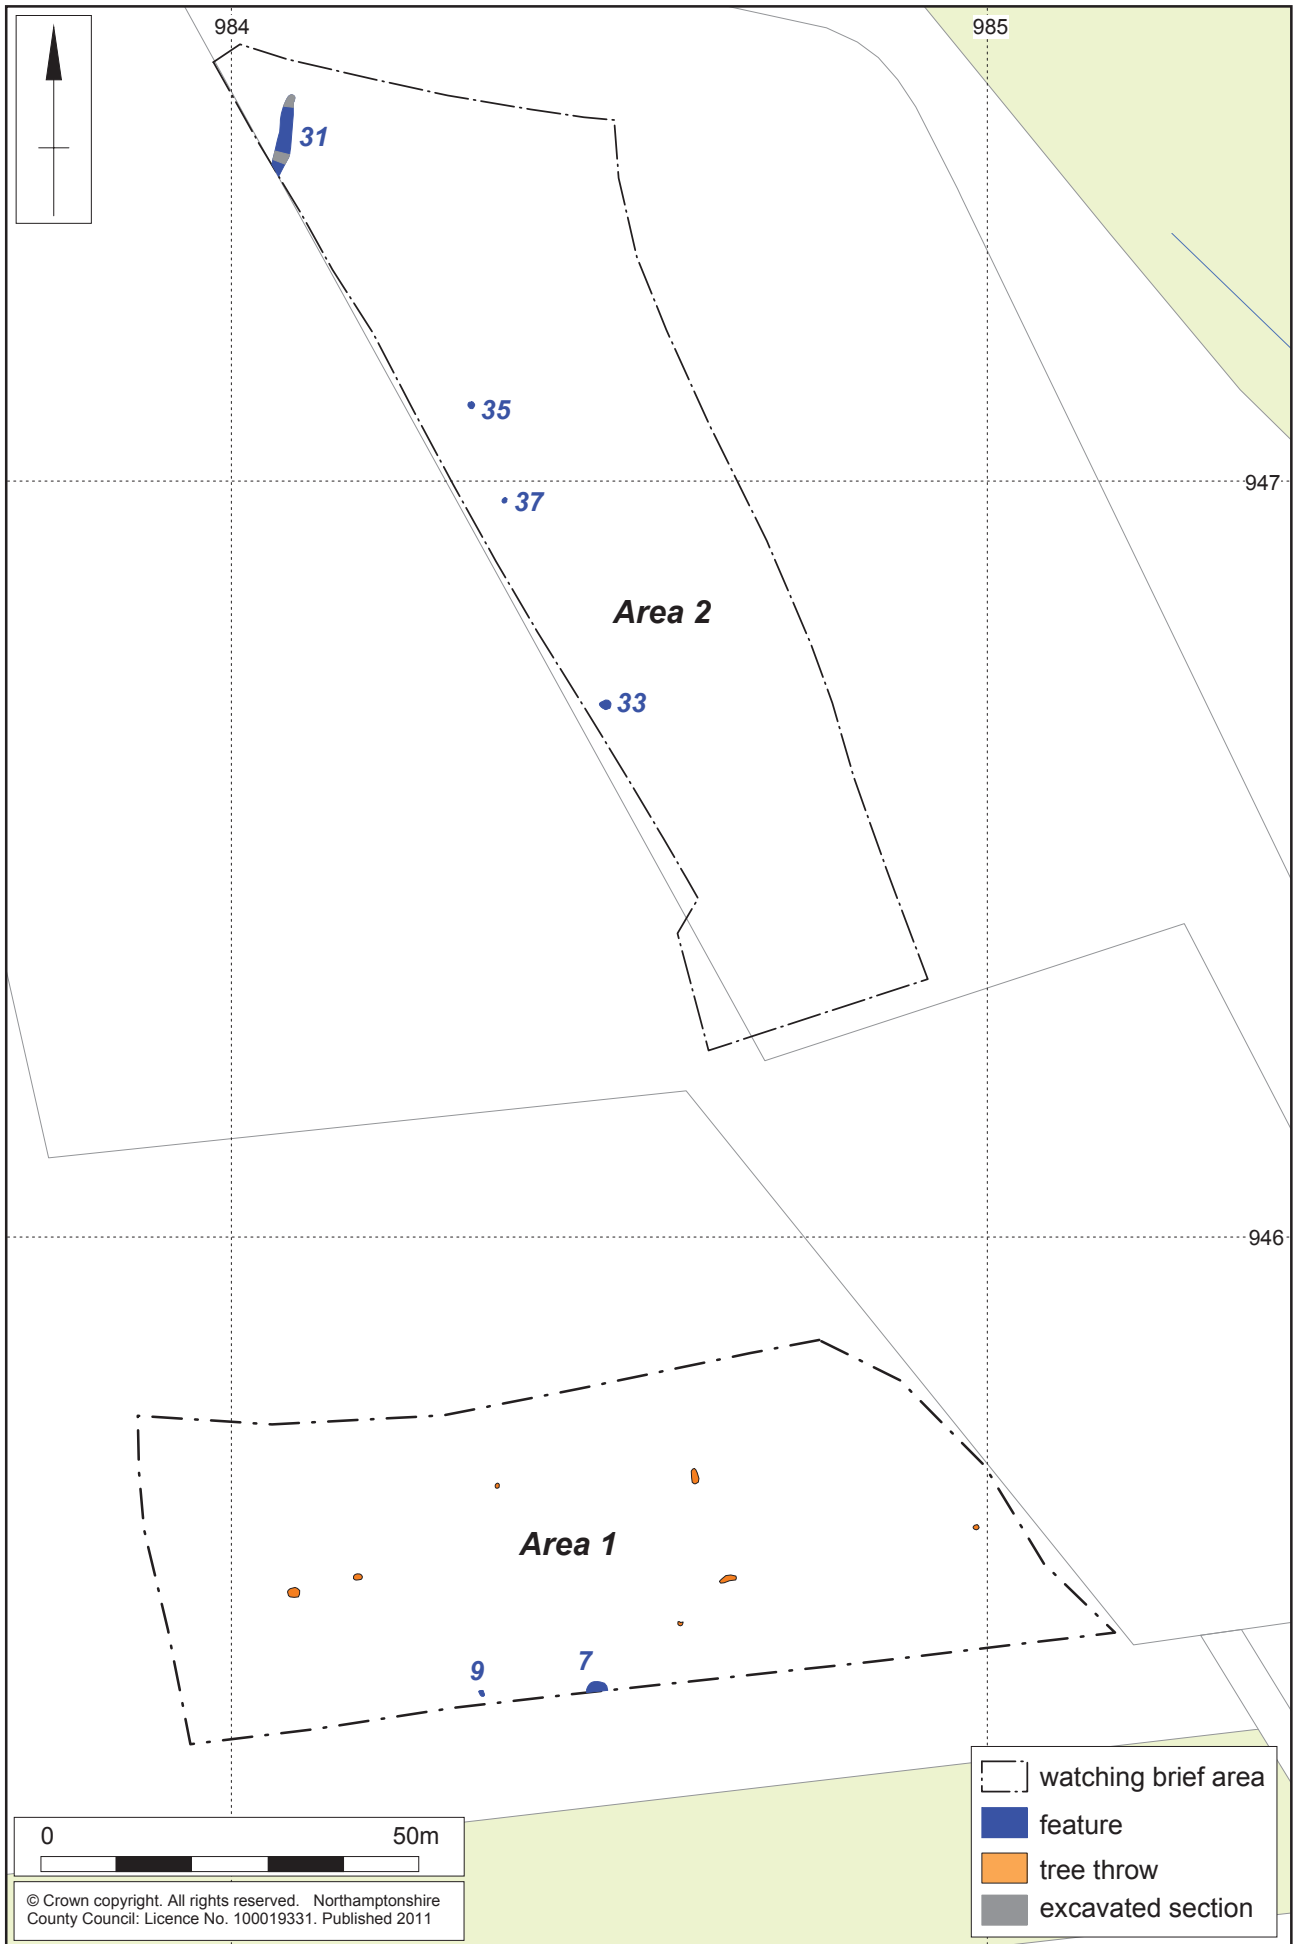 984
985
31
35
947
37
Area 2
33
946
Area 1
9
7
watching brief area
feature
tree throw
excavated section
0 50m
© Crown copyright. All rights reserved. Northamptonshire
County Council: Licence No. 100019331. Published 2011